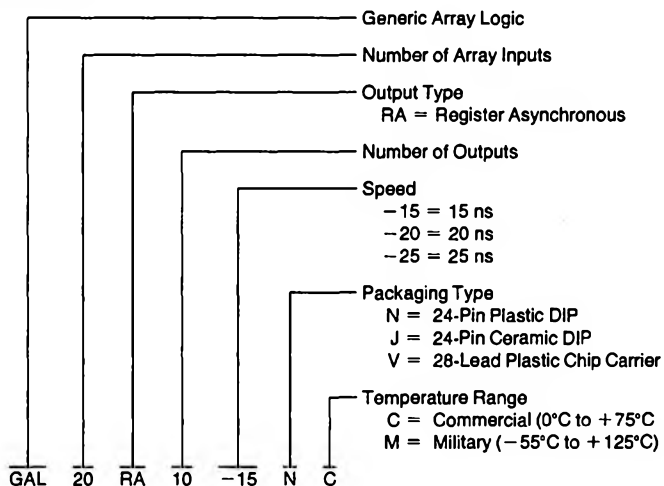 Generic Array Logic
Number of Array Inputs
Output Type
RA = Register Asynchronous
Number of Outputs
Speed
−15 = 15 ns
−20 = 20 ns
−25 = 25 ns
Packaging Type
N = 24-Pin Plastic DIP
J = 24-Pin Ceramic DIP
V = 28-Lead Plastic Chip Carrier
Temperature Range
C = Commercial (0°C to +75°C
M = Military (−55°C to +125°C)
GAL 20 RA 10 −15 N C